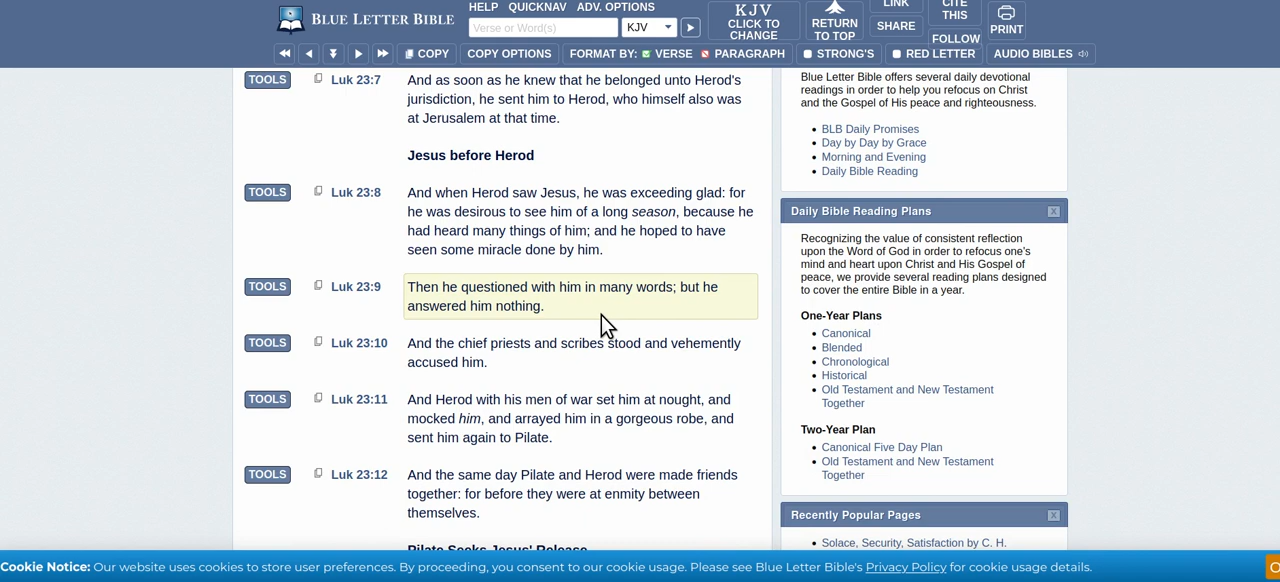 HELP QUICKNAV ADV. OPTIONS
BLUE LETTER BIBLE
Verse or Word(s)
KJV
KJV
CLICK TO
CHANGE
RETURN
TO TOP
LINK
SHARE
CITE
THIS
FOLLOW
PRINT
COPY
COPY OPTIONS
FORMAT BY: VERSE PARAGRAPH
STRONG'S
RED LETTER
AUDIO BIBLES
TOOLS Luk 23:7 And as soon as he knew that he belonged unto Herod's
jurisdiction, he sent him to Herod, who himself also was
at Jerusalem at that time.
Jesus before Herod
TOOLS Luk 23:8 And when Herod saw Jesus, he was exceeding glad: for
he was desirous to see him of a long season, because he
had heard many things of him; and he hoped to have
seen some miracle done by him.
TOOLS Luk 23:9 Then he questioned with him in many words; but he
answered him nothing.
TOOLS Luk 23:10 And the chief priests and scribes stood and vehemently
accused him.
TOOLS Luk 23:11 And Herod with his men of war set him at nought, and
mocked him, and arrayed him in a gorgeous robe, and
sent him again to Pilate.
TOOLS Luk 23:12 And the same day Pilate and Herod were made friends
together: for before they were at enmity between
themselves.
Pilate Seeks Jesus' Release
Blue Letter Bible offers several daily devotional
readings in order to help you refocus on Christ
and the Gospel of His peace and righteousness.
BLB Daily Promises
Day by Day by Grace
Morning and Evening
Daily Bible Reading
Daily Bible Reading Plans X
Recognizing the value of consistent reflection
upon the Word of God in order to refocus one's
mind and heart upon Christ and His Gospel of
peace, we provide several reading plans designed
to cover the entire Bible in a year.
One-Year Plans
Canonical
Blended
Chronological
Historical
Old Testament and New Testament
Together
Two-Year Plan
Canonical Five Day Plan
Old Testament and New Testament
Together
Recently Popular Pages X
Solace, Security, Satisfaction by C. H.
Cookie Notice: Our website uses cookies to store user preferences. By proceeding, you consent to our cookie usage. Please see Blue Letter Bible's Privacy Policy for cookie usage details.